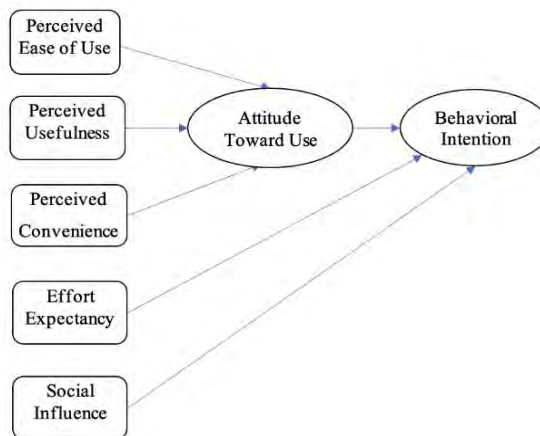 Perceived
Ease of Use
Perceived
Usefulness
Attitude
Toward Use
Behavioral
Intention
Perceived
Convenience
Effort
Expectancy
Social
Influence